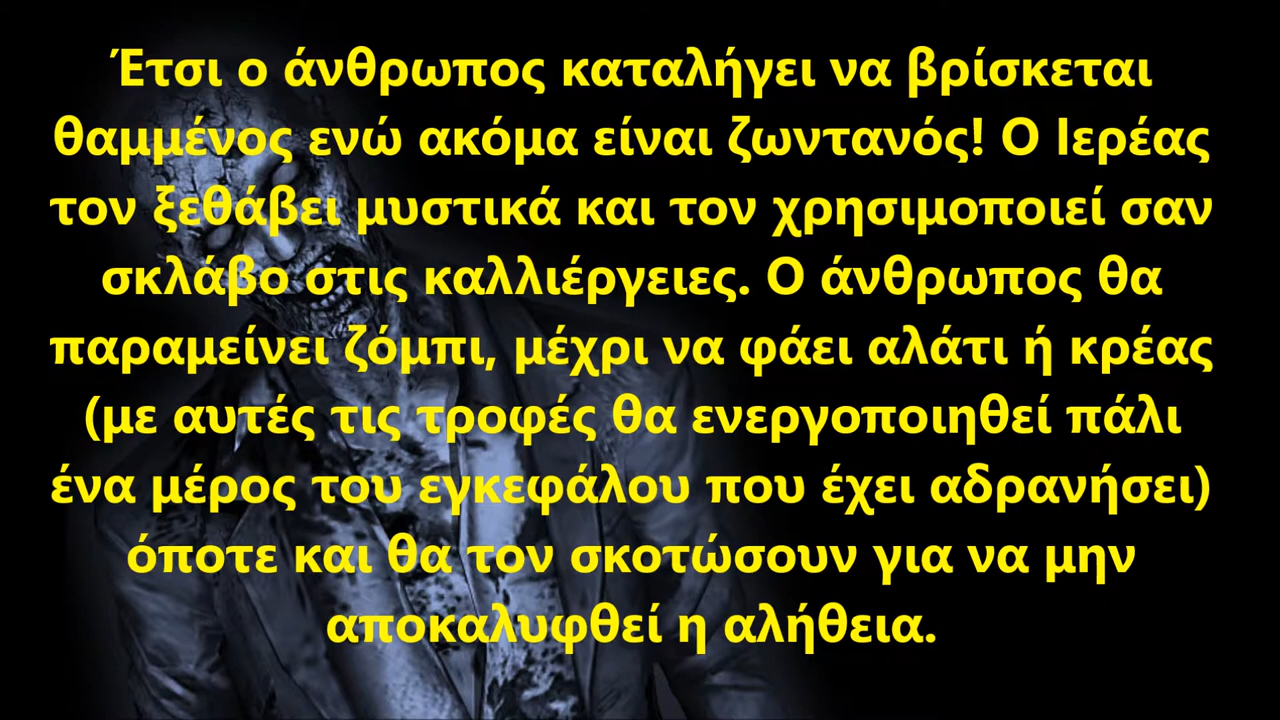 Έτσι ο άνθρωπος καταλήγει να βρίσκεται
θαμμένος ενώ ακόμα είναι ζωντανός! Ο Ιερέας
τον ξεθάβει μυστικά και τον χρησιμοποιεί σαν
σκλάβο στις καλλιέργειες. Ο άνθρωπος θα
παραμείνει ζόμπι, μέχρι να φάει αλάτι ή κρέας
(με αυτές τις τροφές θα ενεργοποιηθεί πάλι
ένα μέρος του εγκεφάλου που έχει αδρανήσει)
όποτε και θα τον σκοτώσουν για να μην
αποκαλυφθεί η αλήθεια.